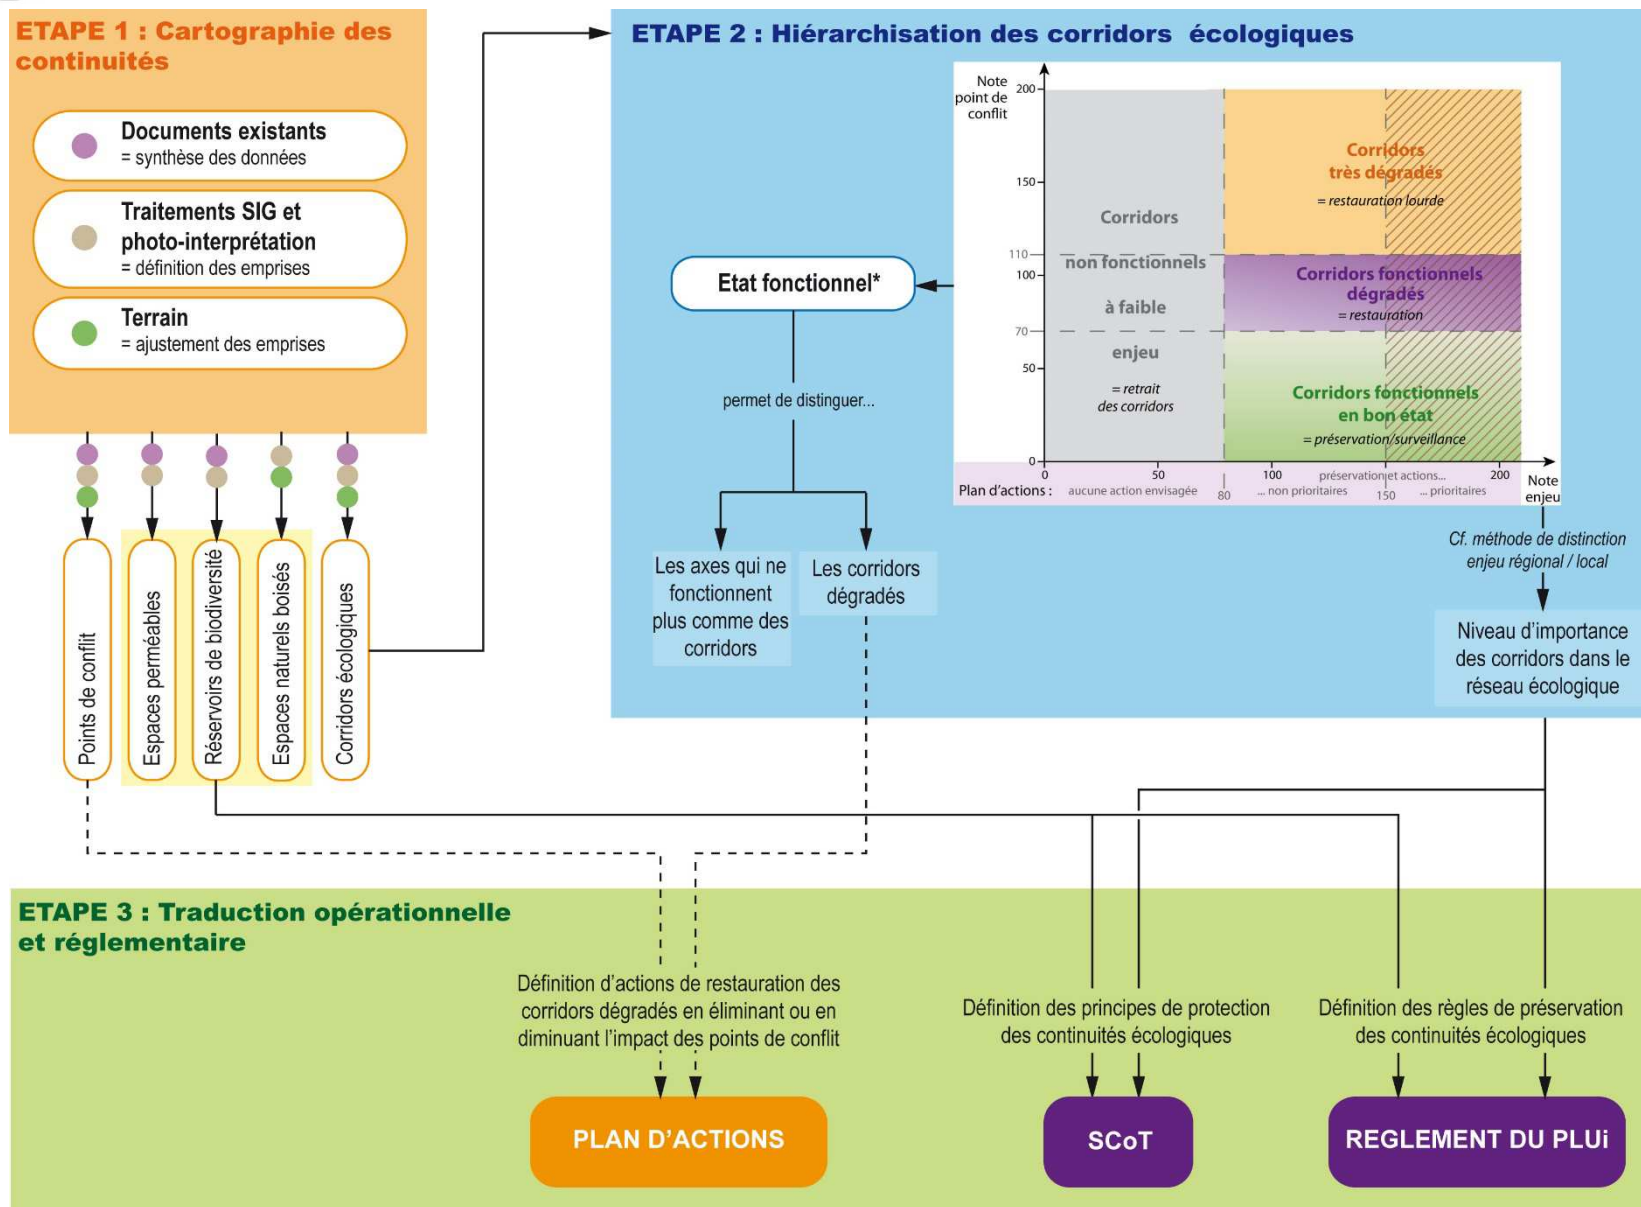 ETAPE 1 : Cartographie des
continuités
Documents existants
= synthèse des données
Traitements SIG et
photo-interprétation
= définition des emprises
Terrain
= ajustement des emprises
Points de conflit
Espaces perméables
Réservoirs de biodiversité
Espaces naturels boisés
Corridors écologiques
ETAPE 2 : Hiérarchisation des corridors écologiques
Note
point de
conflit
200
150
110
100
70
50
0
Corridors
non fonctionnels
à faible
enjeu
= retrait
des corridors
Corridors
très dégradés
= restauration lourde
Corridors fonctionnels
dégradés
= restauration
Corridors fonctionnels
en bon état
= préservation/surveillance
0
50
100
200
préservation et actions...
Plan d'actions :
aucune action envisagée
80
... non prioritaires
150
... prioritaires
Note
enjeu
Etat fonctionnel*
permet de distinguer...
Les axes qui ne
fonctionnent
plus comme des
corridors
Les corridors
dégradés
Cf. méthode de distinction
enjeu régional / local
Niveau d'importance
des corridors dans le
réseau écologique
ETAPE 3 : Traduction opérationnelle
et réglementaire
Définition d'actions de restauration des
corridors dégradés en éliminant ou en
diminuant l'impact des points de conflit
Définition des principes de protection
des continuités écologiques
Définition des règles de préservation
des continuités écologiques
PLAN D'ACTIONS
SCoT
REGLEMENT DU PLUi